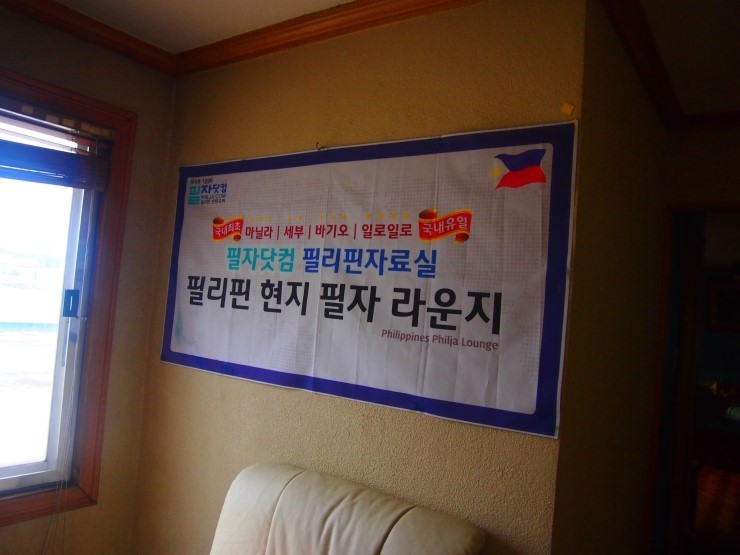 필자닷컴
PHILJA.COM
국내최초 마닐라 | 세부 | 바기오 | 일로일로 국내유일
필자닷컴 필리핀자료실
필리핀 현지 필자 라운지
Philippines Philja Lounge